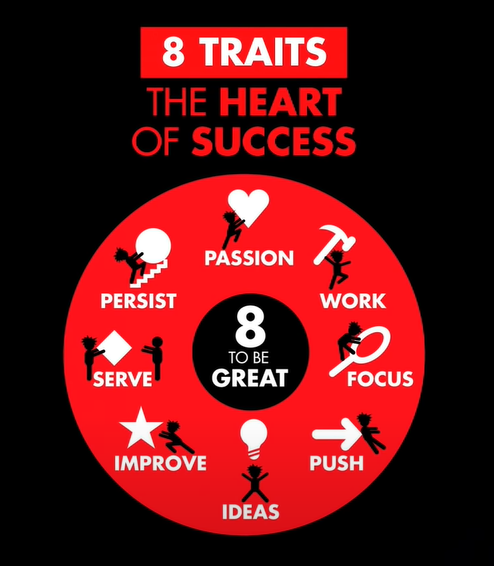 8 TRAITS
THE HEART
OF SUCCESS
PASSION
WORK
FOCUS
PUSH
IDEAS
IMPROVE
SERVE
PERSIST
8
TO BE
GREAT